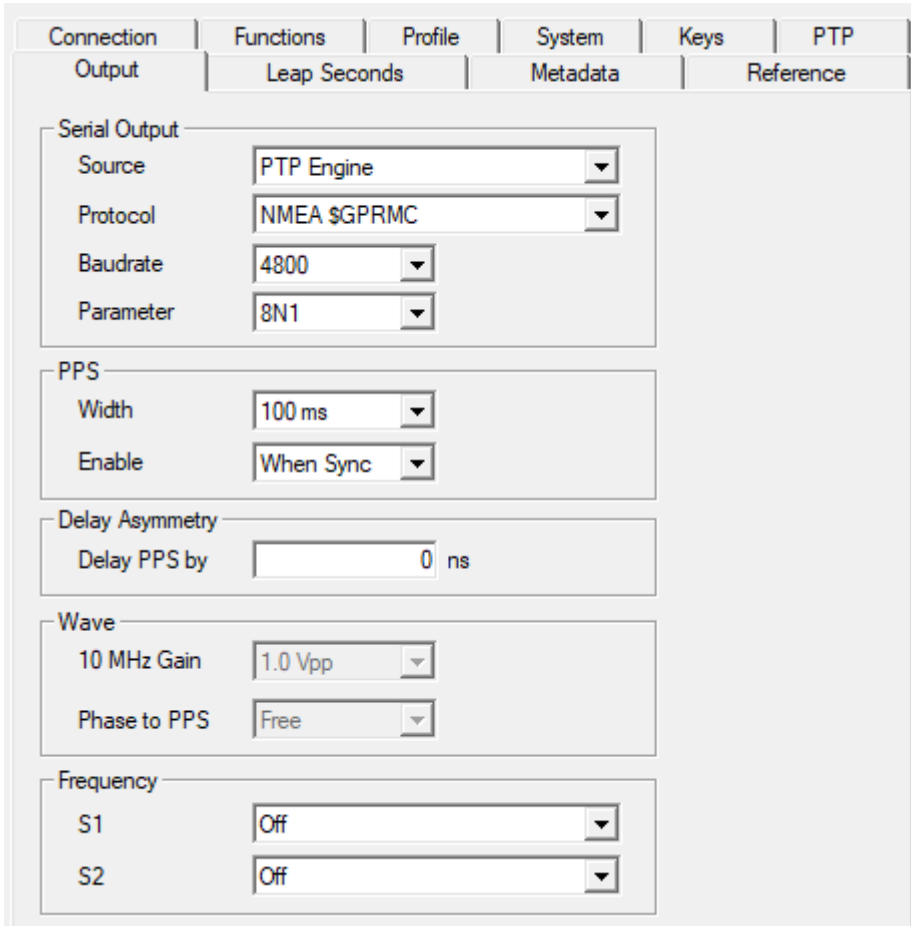 Connection Functions Profile System Keys PTP
Output Leap Seconds Metadata Reference
Serial Output
Source PTP Engine
Protocol NMEA $GPRMC
Baudrate 4800
Parameter 8N1
PPS
Width 100 ms
Enable When Sync
Delay Asymmetry
Delay PPS by 0 ns
Wave
10 MHz Gain 1.0 Vpp
Phase to PPS Free
Frequency
S1 Off
S2 Off